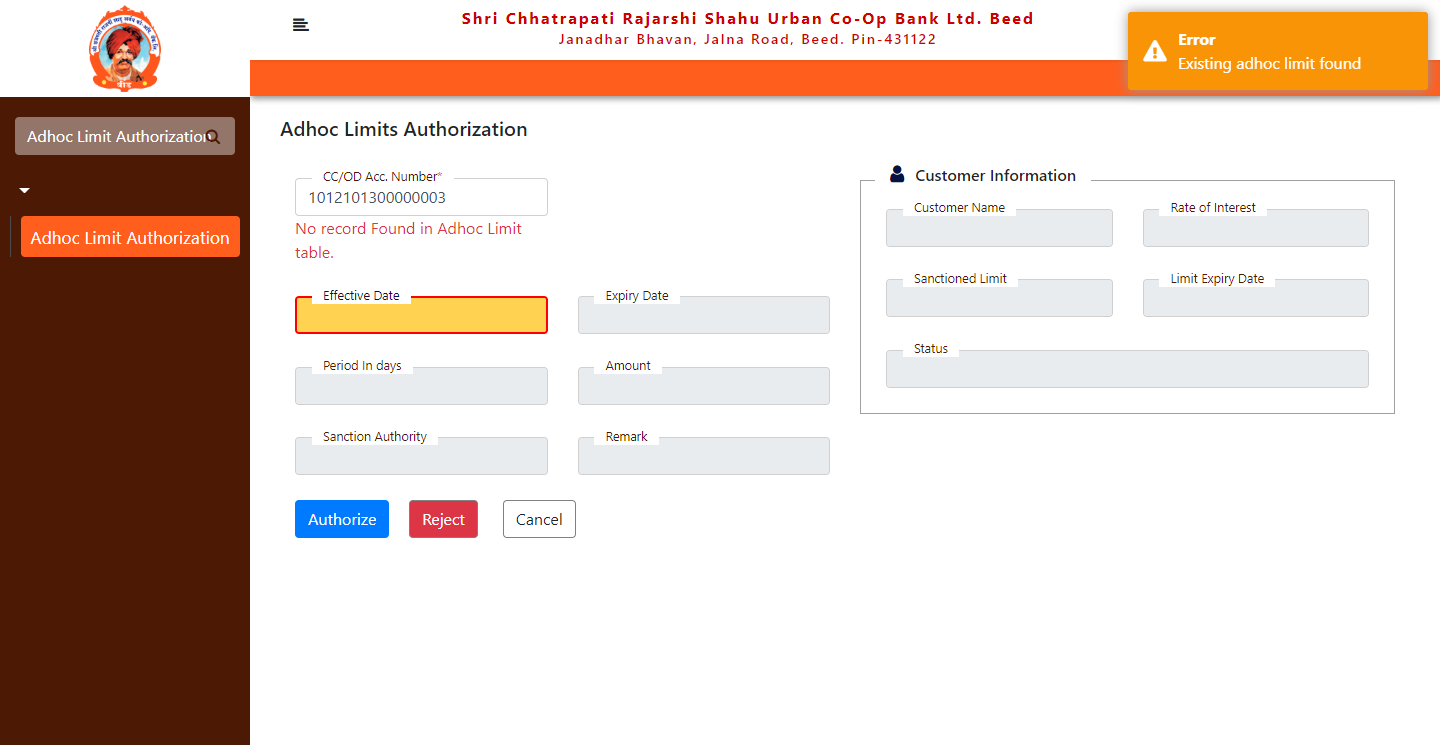 Shri Chhatrapati Rajarshi Shahu Urban Co-Op Bank Ltd. Beed
Janadhar Bhavan, Jalna Road, Beed. Pin-431122
Error
Existing adhoc limit found
Adhoc Limit Authorization
Adhoc Limit Authorization
Adhoc Limits Authorization
CC/OD Acc. Number*
1012101300000003
No record Found in Adhoc Limit
table.
Effective Date
Expiry Date
Period In days
Amount
Sanction Authority
Remark
Authorize
Reject
Cancel
Customer Information
Customer Name
Rate of Interest
Sanctioned Limit
Limit Expiry Date
Status